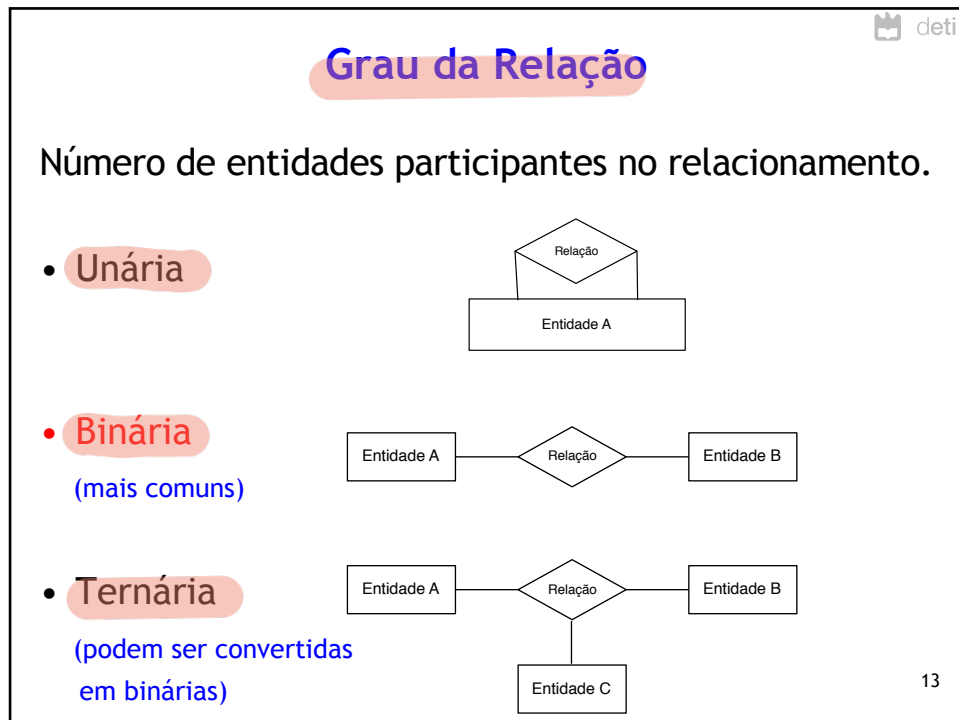 deti
Grau da Relação
Número de entidades participantes no relacionamento.
• Unária
Relação
Entidade A
• Binária
(mais comuns)
Entidade A
Relação
Entidade B
• Ternária
(podem ser convertidas
em binárias)
Entidade A
Relação
Entidade B
Entidade C
13